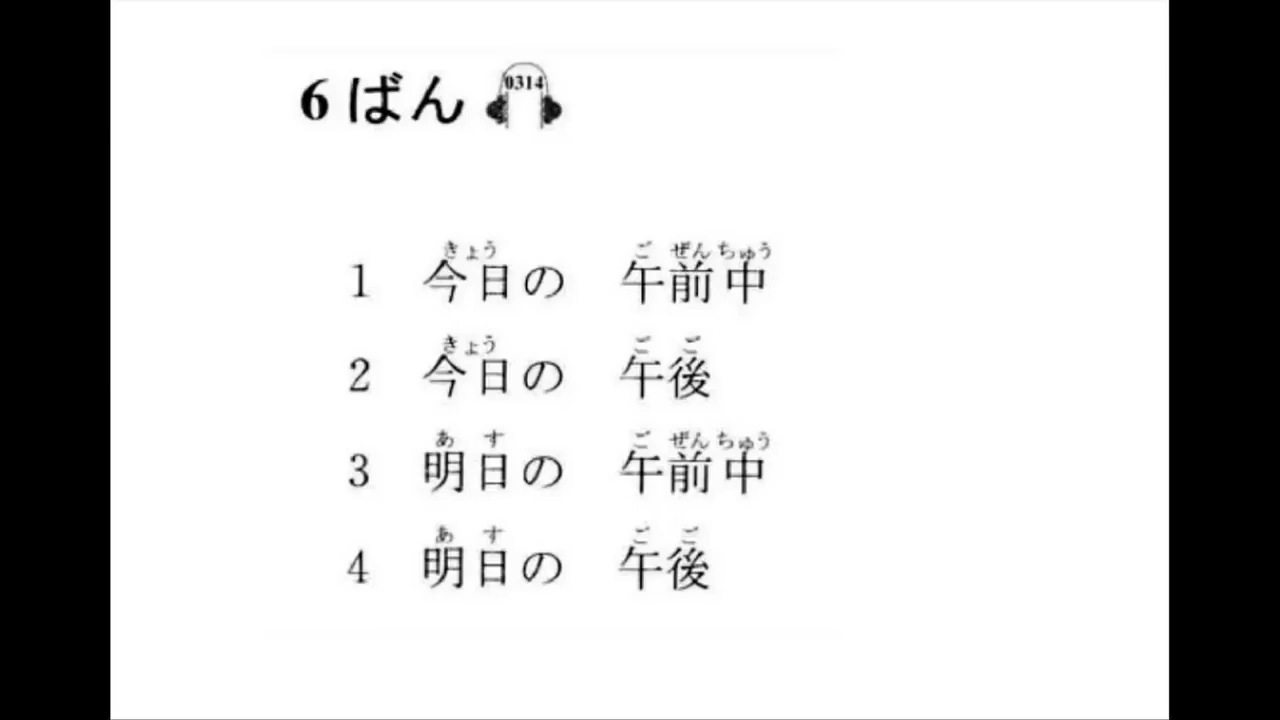 6 ばん 0314
1 今日の 午前中
2 今日の 午後
3 明日の 午前中
4 明日の 午後